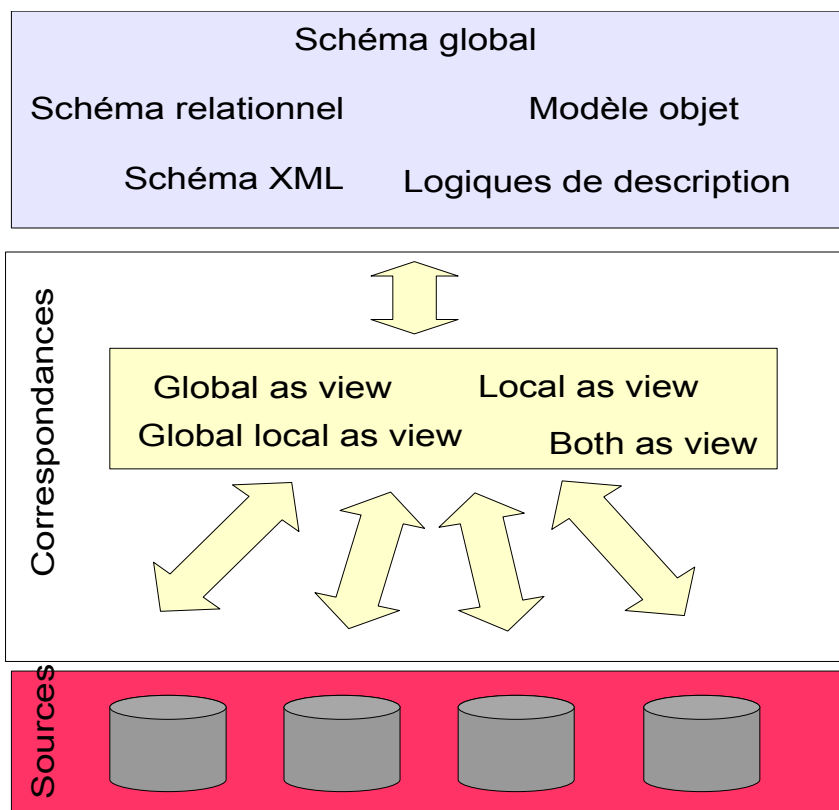 Schéma global
Schéma relationnel
Modèle objet
Schéma XML
Logiques de description
Correspondances
Global as view
Local as view
Global local as view
Both as view
Sources